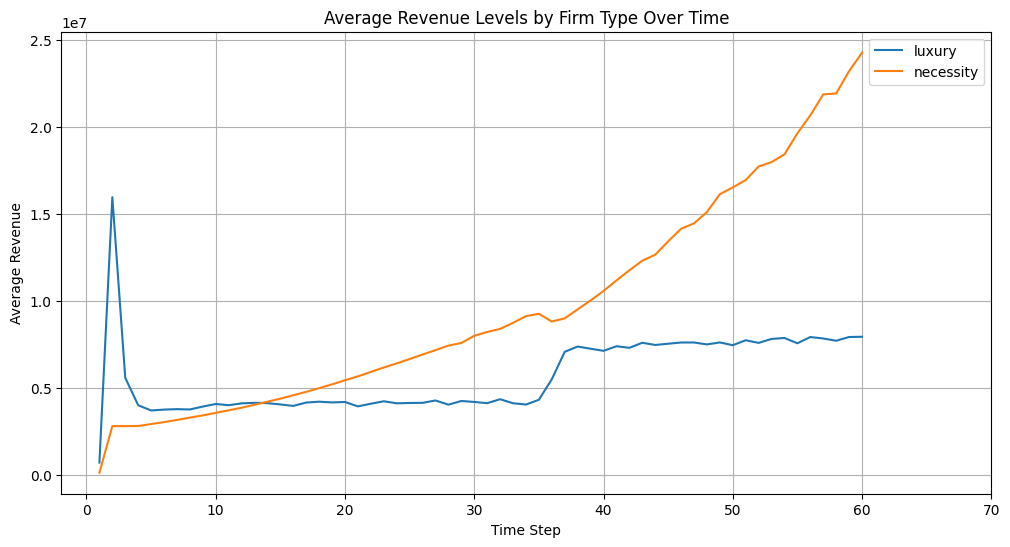 Average Revenue Levels by Firm Type Over Time
1e7
2.5
2.0
1.5
1.0
0.5
0.0
Average Revenue
luxury
necessity
0 10 20 30 40 50 60 70
Time Step